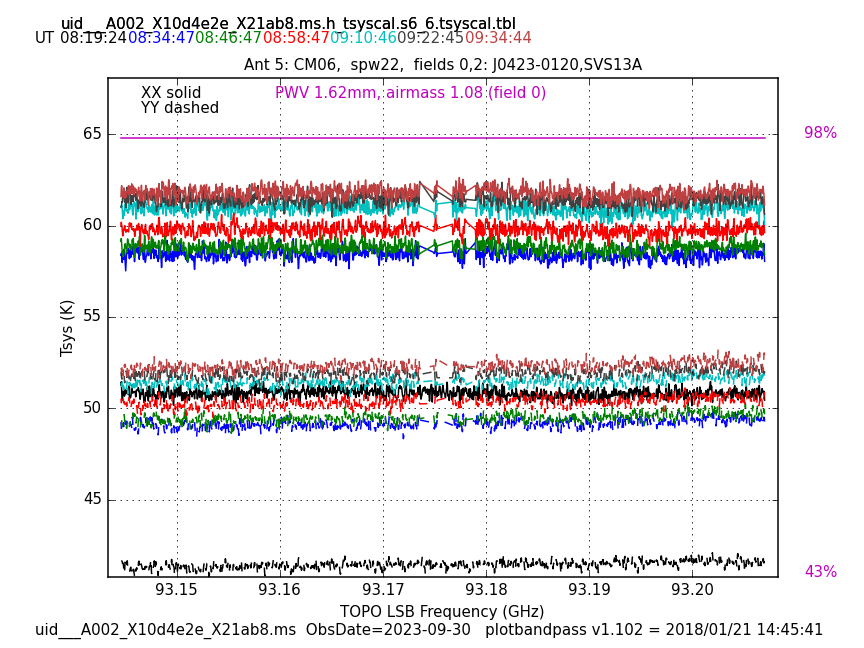 uid___A002_X10d4e2e_X21ab8.ms.h_tsyscal.s6_6.tsyscal.tbl
UT 08:19:24 08:34:47 08:46:47 08:58:47 09:10:46 09:22:45 09:34:44
Ant 5: CM06,  spw22,  fields 0,2: J0423-0120,SVS13A
XX solid
PWV 1.62mm, airmass 1.08 (field 0)
YY dashed
65
98%
60
55
50
45
43%
Tsys (K)
93.15 93.16 93.17 93.18 93.19 93.20
TOPO LSB Frequency (GHz)
uid___A002_X10d4e2e_X21ab8.ms  ObsDate=2023-09-30   plotbandpass v1.102 = 2018/01/21 14:45:41